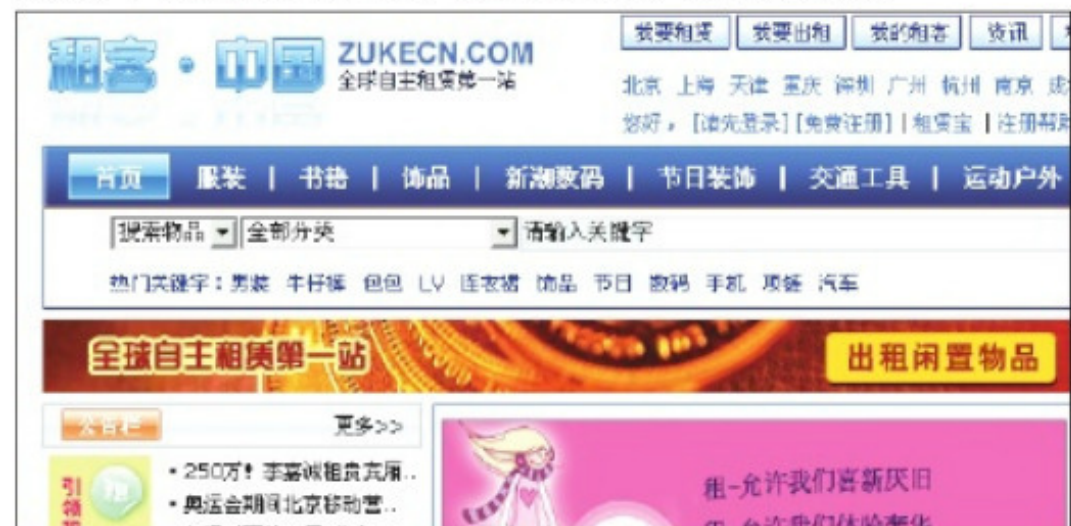 租客·中国 ZUKECN.COM
全球自主租赁第一站
我要租赁 我要出租 我的租客 资讯
北京 上海 天津 重庆 深圳 广州 杭州 南京
您好，[请先登录] [免费注册] | 租赁宝 | 注册帮助
首页 服装 | 书籍 | 饰品 | 新潮数码 | 节日装饰 | 交通工具 | 运动户外
搜索物品 全部分类 请输入关键字
热门关键字：男装 牛仔裤 包包 LV 连衣裙 饰品 节日 数码 手机 项链 汽车
全球自主租赁第一站 出租闲置物品
公告栏 更多>>
引领
·250万！李嘉诚租贵宾厢..
·奥运会期间北京移动营..
租-允许我们喜新厌旧